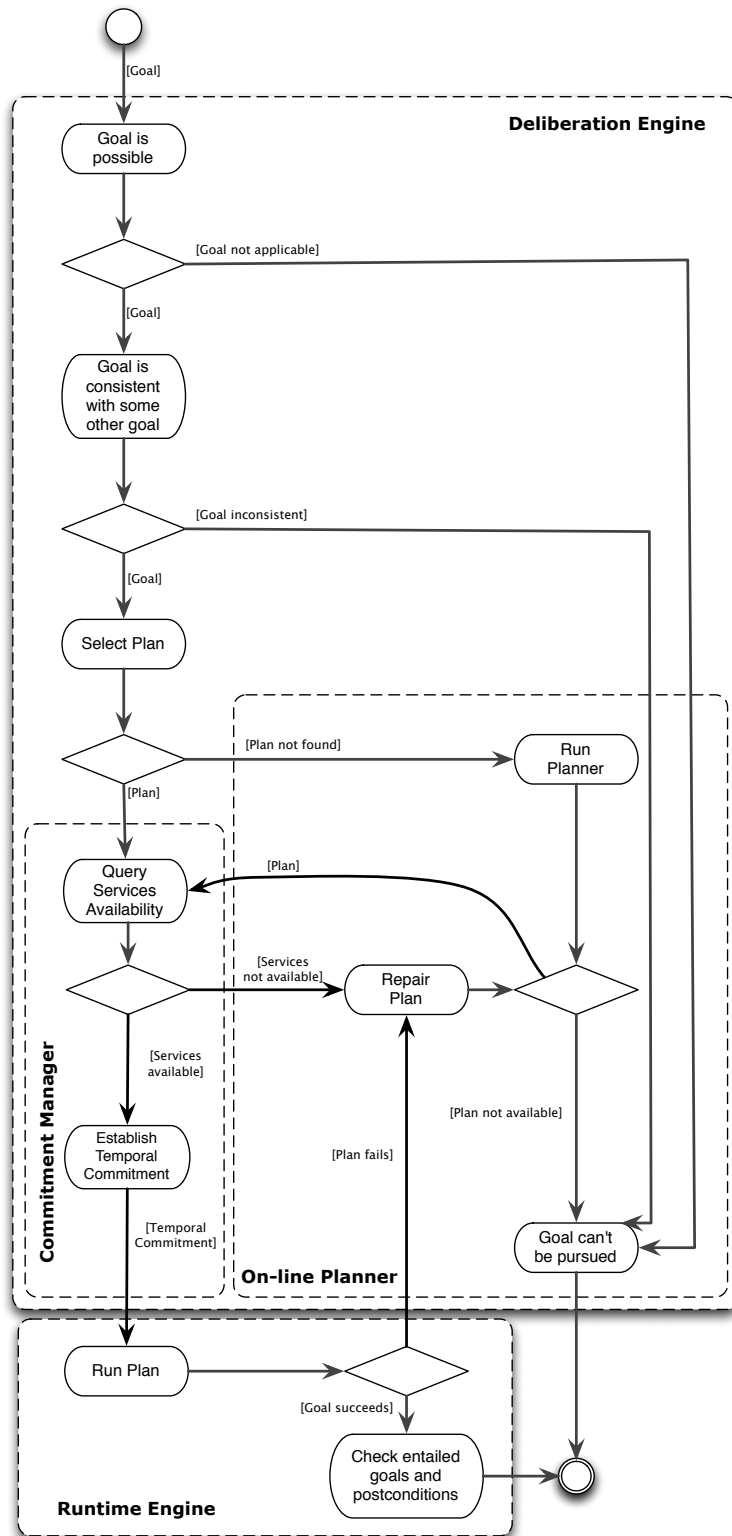 [Goal]
Deliberation Engine
Goal is
possible
[Goal not applicable]
[Goal]
Goal is
consistent
with some
other goal
[Goal inconsistent]
[Goal]
Select Plan
[Plan not found]
Run
Planner
[Plan]
[Plan]
Query
Services
Availability
[Services
not available]
Repair
Plan
[Services
available]
[Plan not available]
Commitment Manager
Establish
Temporal
Commitment
[Plan fails]
[Temporal
Commitment]
Goal can't
be pursued
On-line Planner
Run Plan
[Goal succeeds]
Check entailed
goals and
postconditions
Runtime Engine